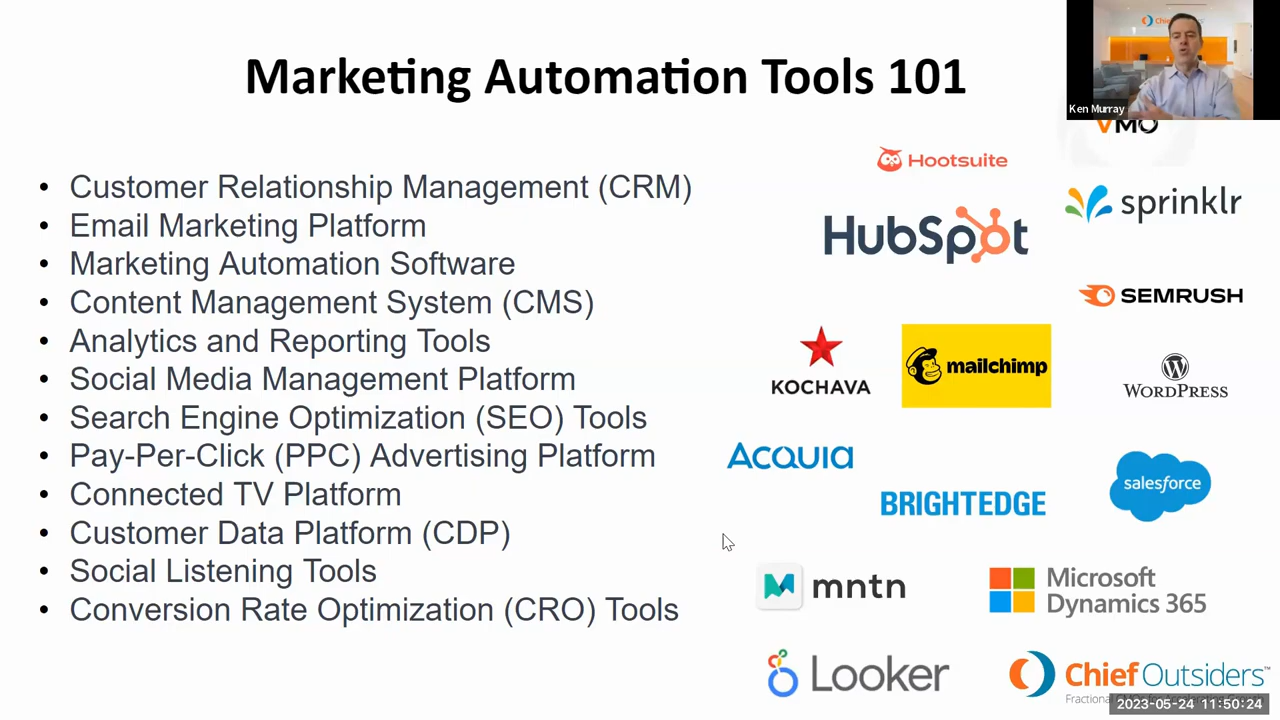 Chief Outsiders
Ken Murray
Marketing Automation Tools 101
• Customer Relationship Management (CRM)
• Email Marketing Platform
• Marketing Automation Software
• Content Management System (CMS)
• Analytics and Reporting Tools
• Social Media Management Platform
• Search Engine Optimization (SEO) Tools
• Pay-Per-Click (PPC) Advertising Platform
• Connected TV Platform
• Customer Data Platform (CDP)
• Social Listening Tools
• Conversion Rate Optimization (CRO) Tools
Hootsuite
sprinklr
HubSpot
SEMRUSH
KOCHAVA
mailchimp
WORDPRESS
ACQUIA
salesforce
BRIGHTEDGE
mntn
Microsoft
Dynamics 365
Looker
Chief Outsiders™
Fractional CMOs
2023-05-24 11:50:24